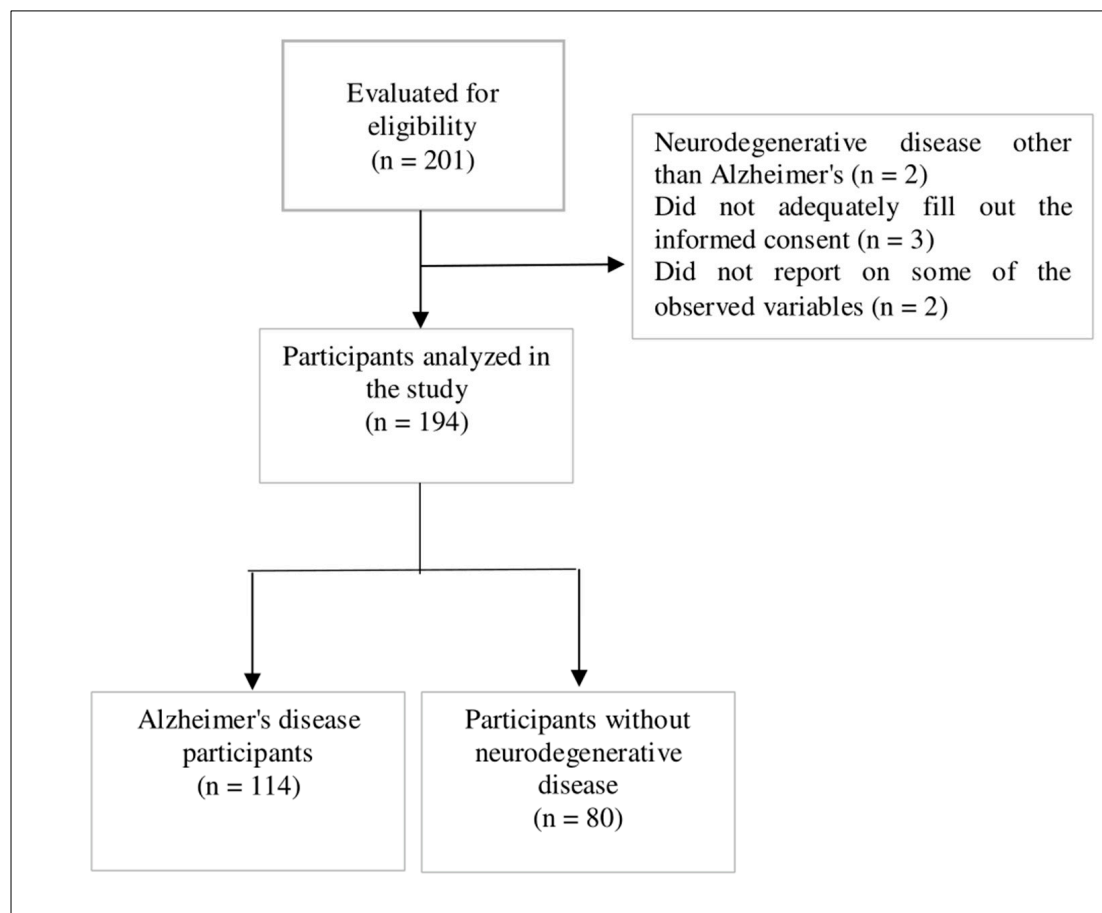 Evaluated for
eligibility
(n = 201)
Neurodegenerative disease other
than Alzheimer's (n = 2)
Did not adequately fill out the
informed consent (n = 3)
Did not report on some of the
observed variables (n = 2)
Participants analyzed in
the study
(n = 194)
Alzheimer's disease
participants
(n = 114)
Participants without
neurodegenerative
disease
(n = 80)